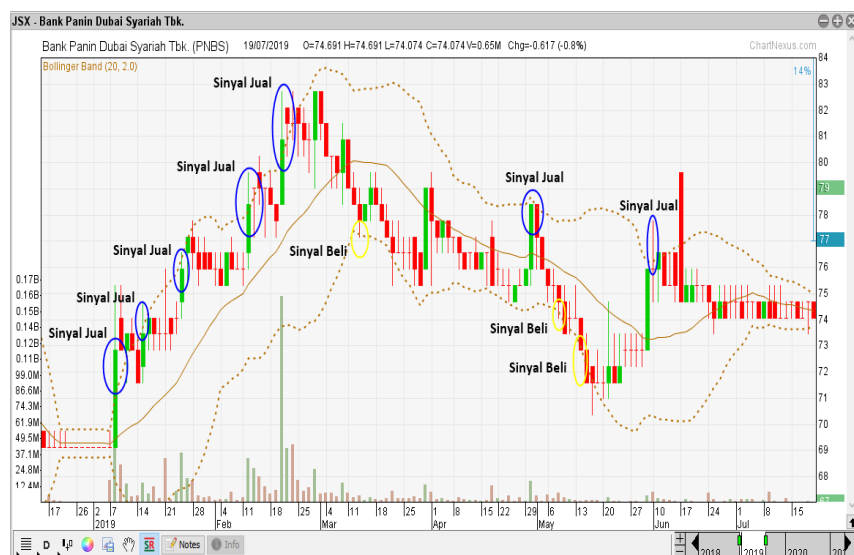 JSX - Bank Panin Dubai Syariah Tbk.
Bank Panin Dubai Syariah Tbk. (PNBS) 19/07/2019 O=74.691 H=74.691 L=74.074 C=74.074 V=0.65M Chg=-0.617 (-0.8%) ChartNexus.com
Bollinger Band (20, 2.0)
14%
Sinyal Jual
Sinyal Jual
Sinyal Jual
Sinyal Jual
Sinyal Beli
Sinyal Jual
Sinyal Jual
Sinyal Jual
Sinyal Beli
Sinyal Beli
84
83
82
81
80
79
78
77
76
75
74
73
72
71
70
69
68
67
0.17B
0.16B
0.15B
0.14B
0.12B
0.11B
99.0M
86.6M
74.3M
61.9M
49.5M
37.1M
24.8M
12.4M
17 26 2 7 14 21 28 4 11 18 25 4 11 18 25 1 8 15 22 29 6 13 20 27 10 17 24 1 8 15
2019 Feb Mar Apr May Jun Jul
D SR Notes Info
2018 2019 2020 2